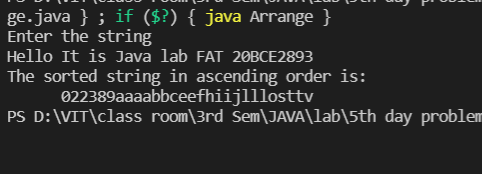 ge.java } ; if ($?) { java Arrange }
Enter the string
Hello It is Java lab FAT 20BCE2893
The sorted string in ascending order is:
022389aaaabbceefhiijlllosttv
PS D:\VIT\class room\3rd Sem\JAVA\lab\5th day problem